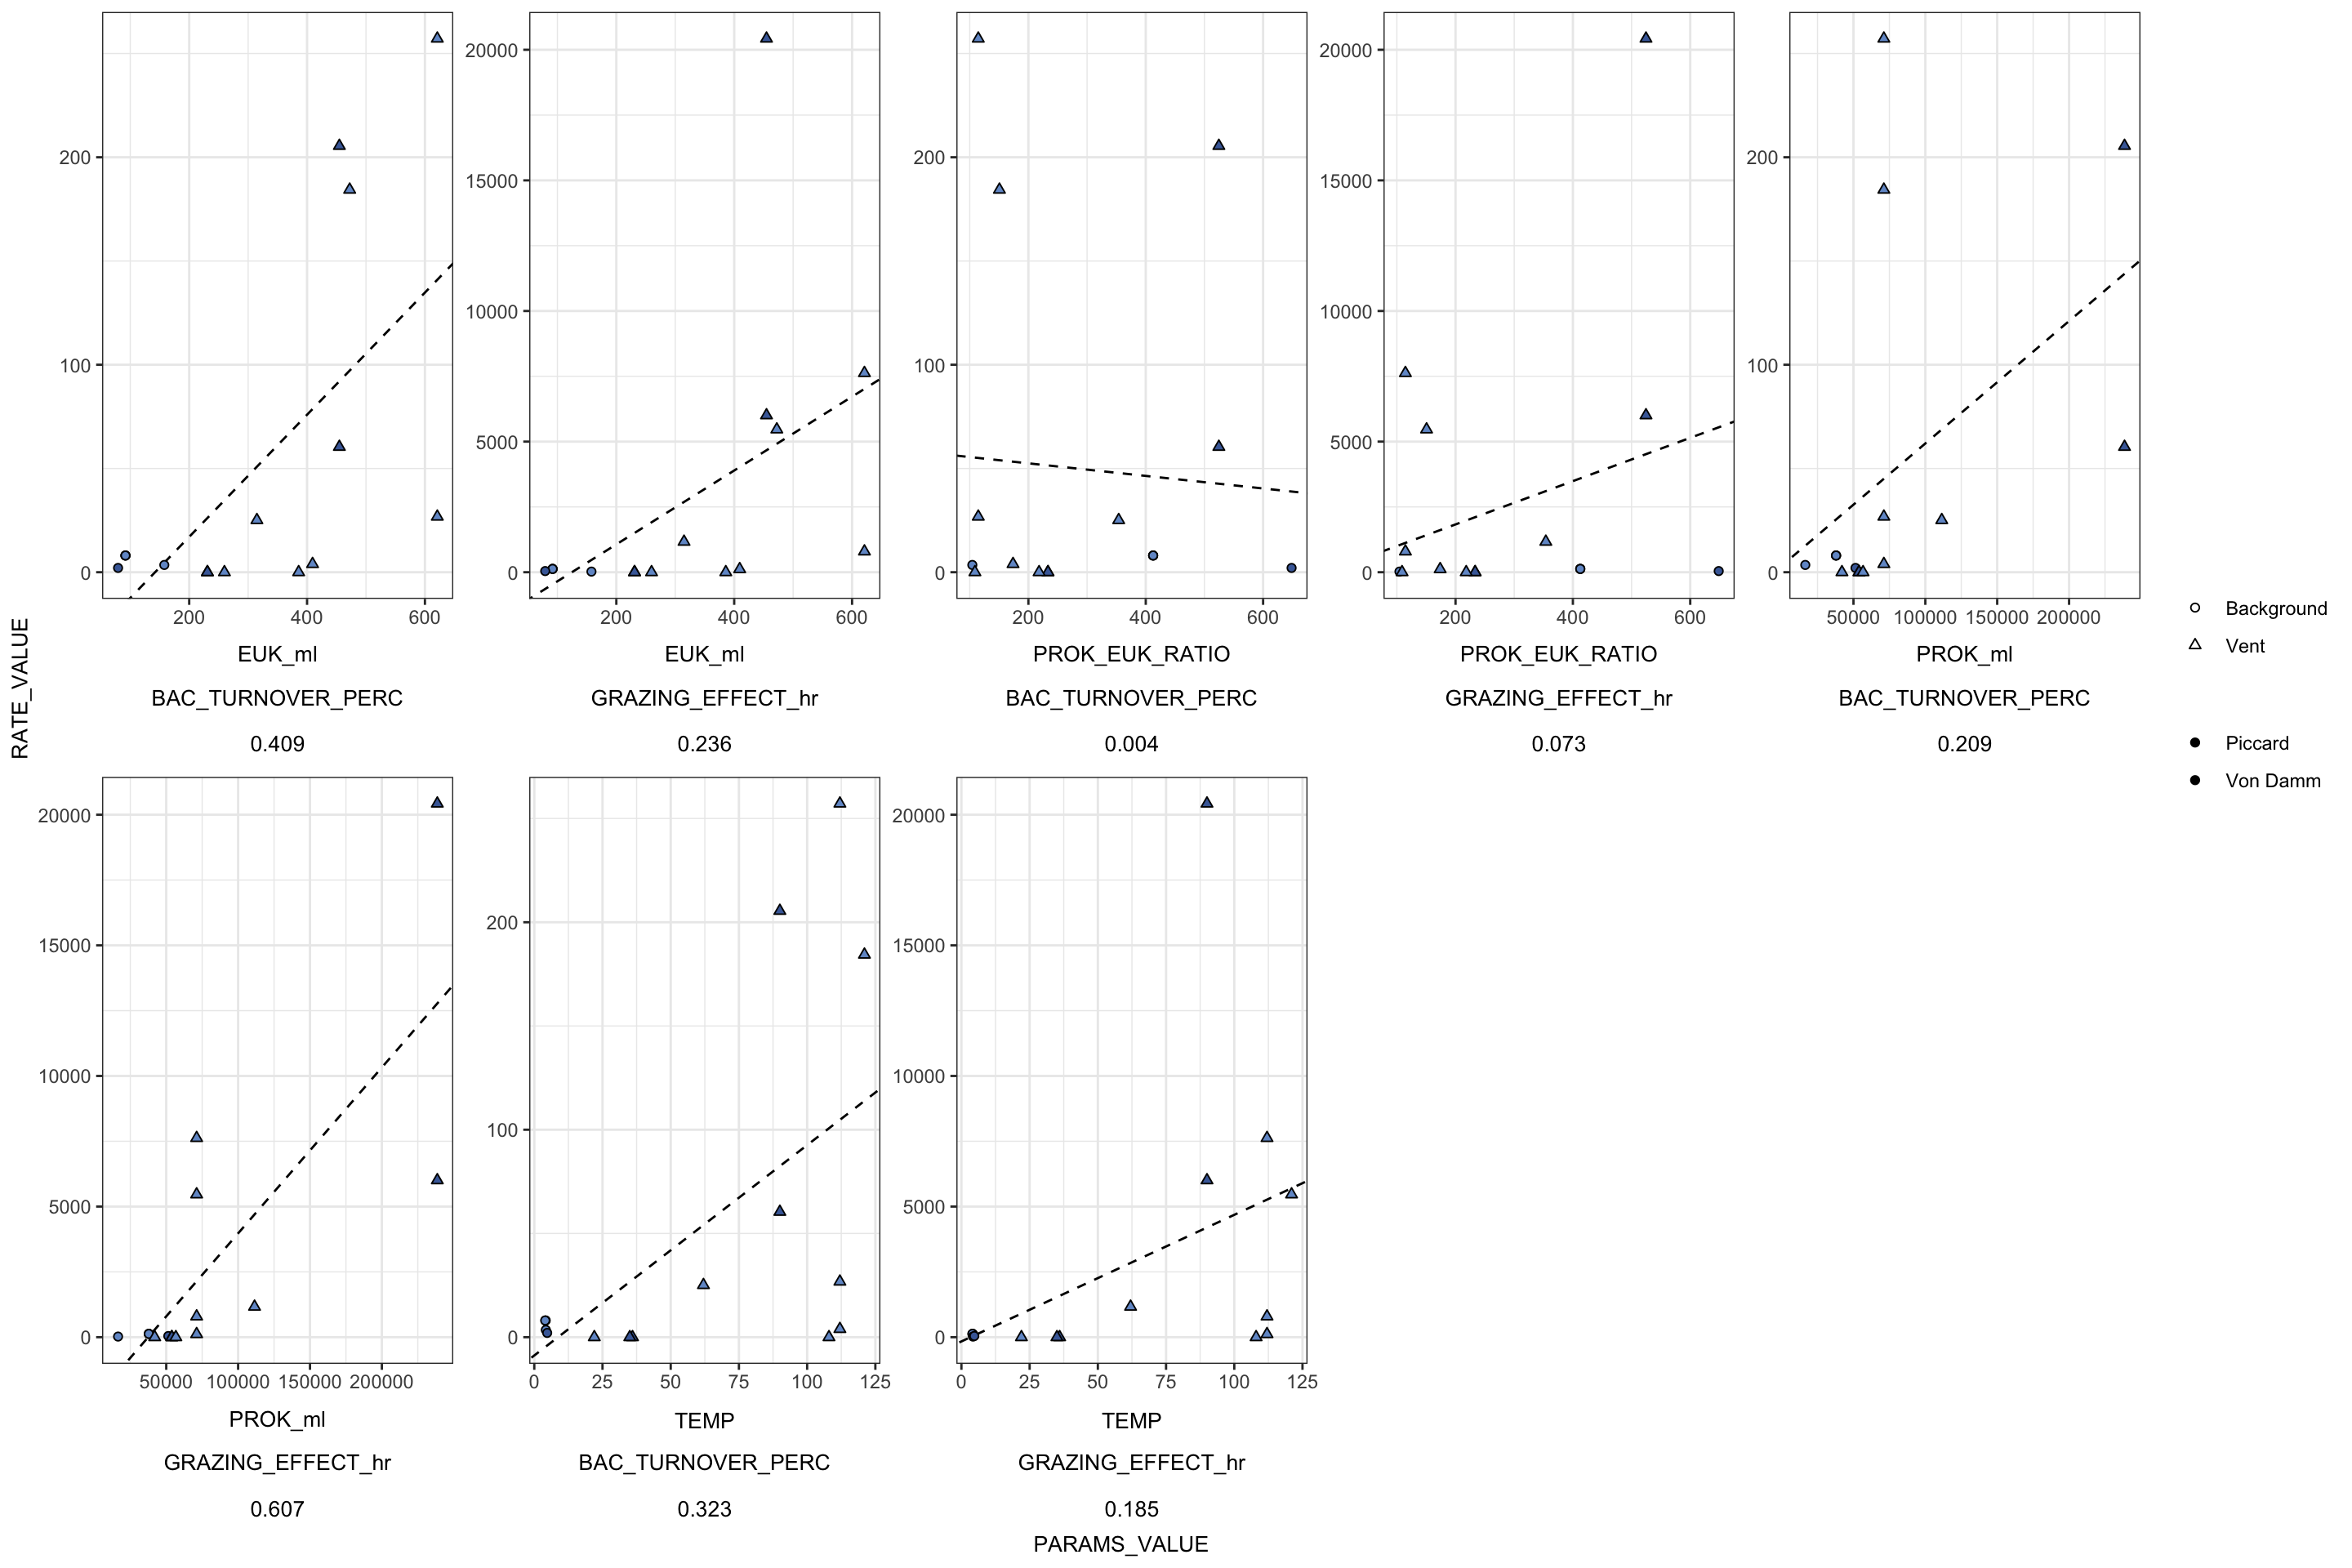 RATE_VALUE
200
100
0
200 400 600
EUK_ml
BAC_TURNOVER_PERC
0.409
20000
15000
10000
5000
0
200 400 600
EUK_ml
GRAZING_EFFECT_hr
0.236
200
100
0
200 400 600
PROK_EUK_RATIO
BAC_TURNOVER_PERC
0.004
20000
15000
10000
5000
0
200 400 600
PROK_EUK_RATIO
GRAZING_EFFECT_hr
0.073
200
100
0
50000 100000 150000 200000
PROK_ml
BAC_TURNOVER_PERC
0.209
20000
15000
10000
5000
0
50000 100000 150000 200000
PROK_ml
GRAZING_EFFECT_hr
0.607
200
100
0
0 25 50 75 100 125
TEMP
BAC_TURNOVER_PERC
0.323
20000
15000
10000
5000
0
0 25 50 75 100 125
TEMP
GRAZING_EFFECT_hr
0.185
PARAMS_VALUE
Background
Vent
Piccard
Von Damm